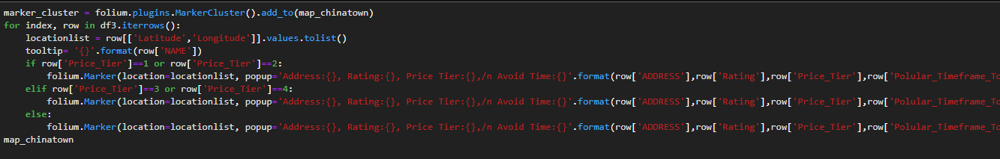 marker_cluster = folium.plugins.MarkerCluster().add_to(map_chinatown)
for index, row in df3.iterrows():
    locationlist = row[['Latitude','Longitude']].values.tolist()
    tooltip= '{}'.format(row['NAME'])
    if row['Price_Tier']==1 or row['Price_Tier']==2:
        folium.Marker(location=locationlist, popup='Address:{}, Rating:{}, Price Tier:{},/n Avoid Time:{}'.format(row['ADDRESS'],row['Rating'],row['Price_Tier'],row['Polular_Timeframe_To
    elif row['Price_Tier']==3 or row['Price_Tier']==4:
        folium.Marker(location=locationlist, popup='Address:{}, Rating:{}, Price Tier:{},/n Avoid Time:{}'.format(row['ADDRESS'],row['Rating'],row['Price_Tier'],row['Polular_Timeframe_To
    else:
        folium.Marker(location=locationlist, popup='Address:{}, Rating:{}, Price Tier:{},/n Avoid Time:{}'.format(row['ADDRESS'],row['Rating'],row['Price_Tier'],row['Polular_Timeframe_To
map_chinatown